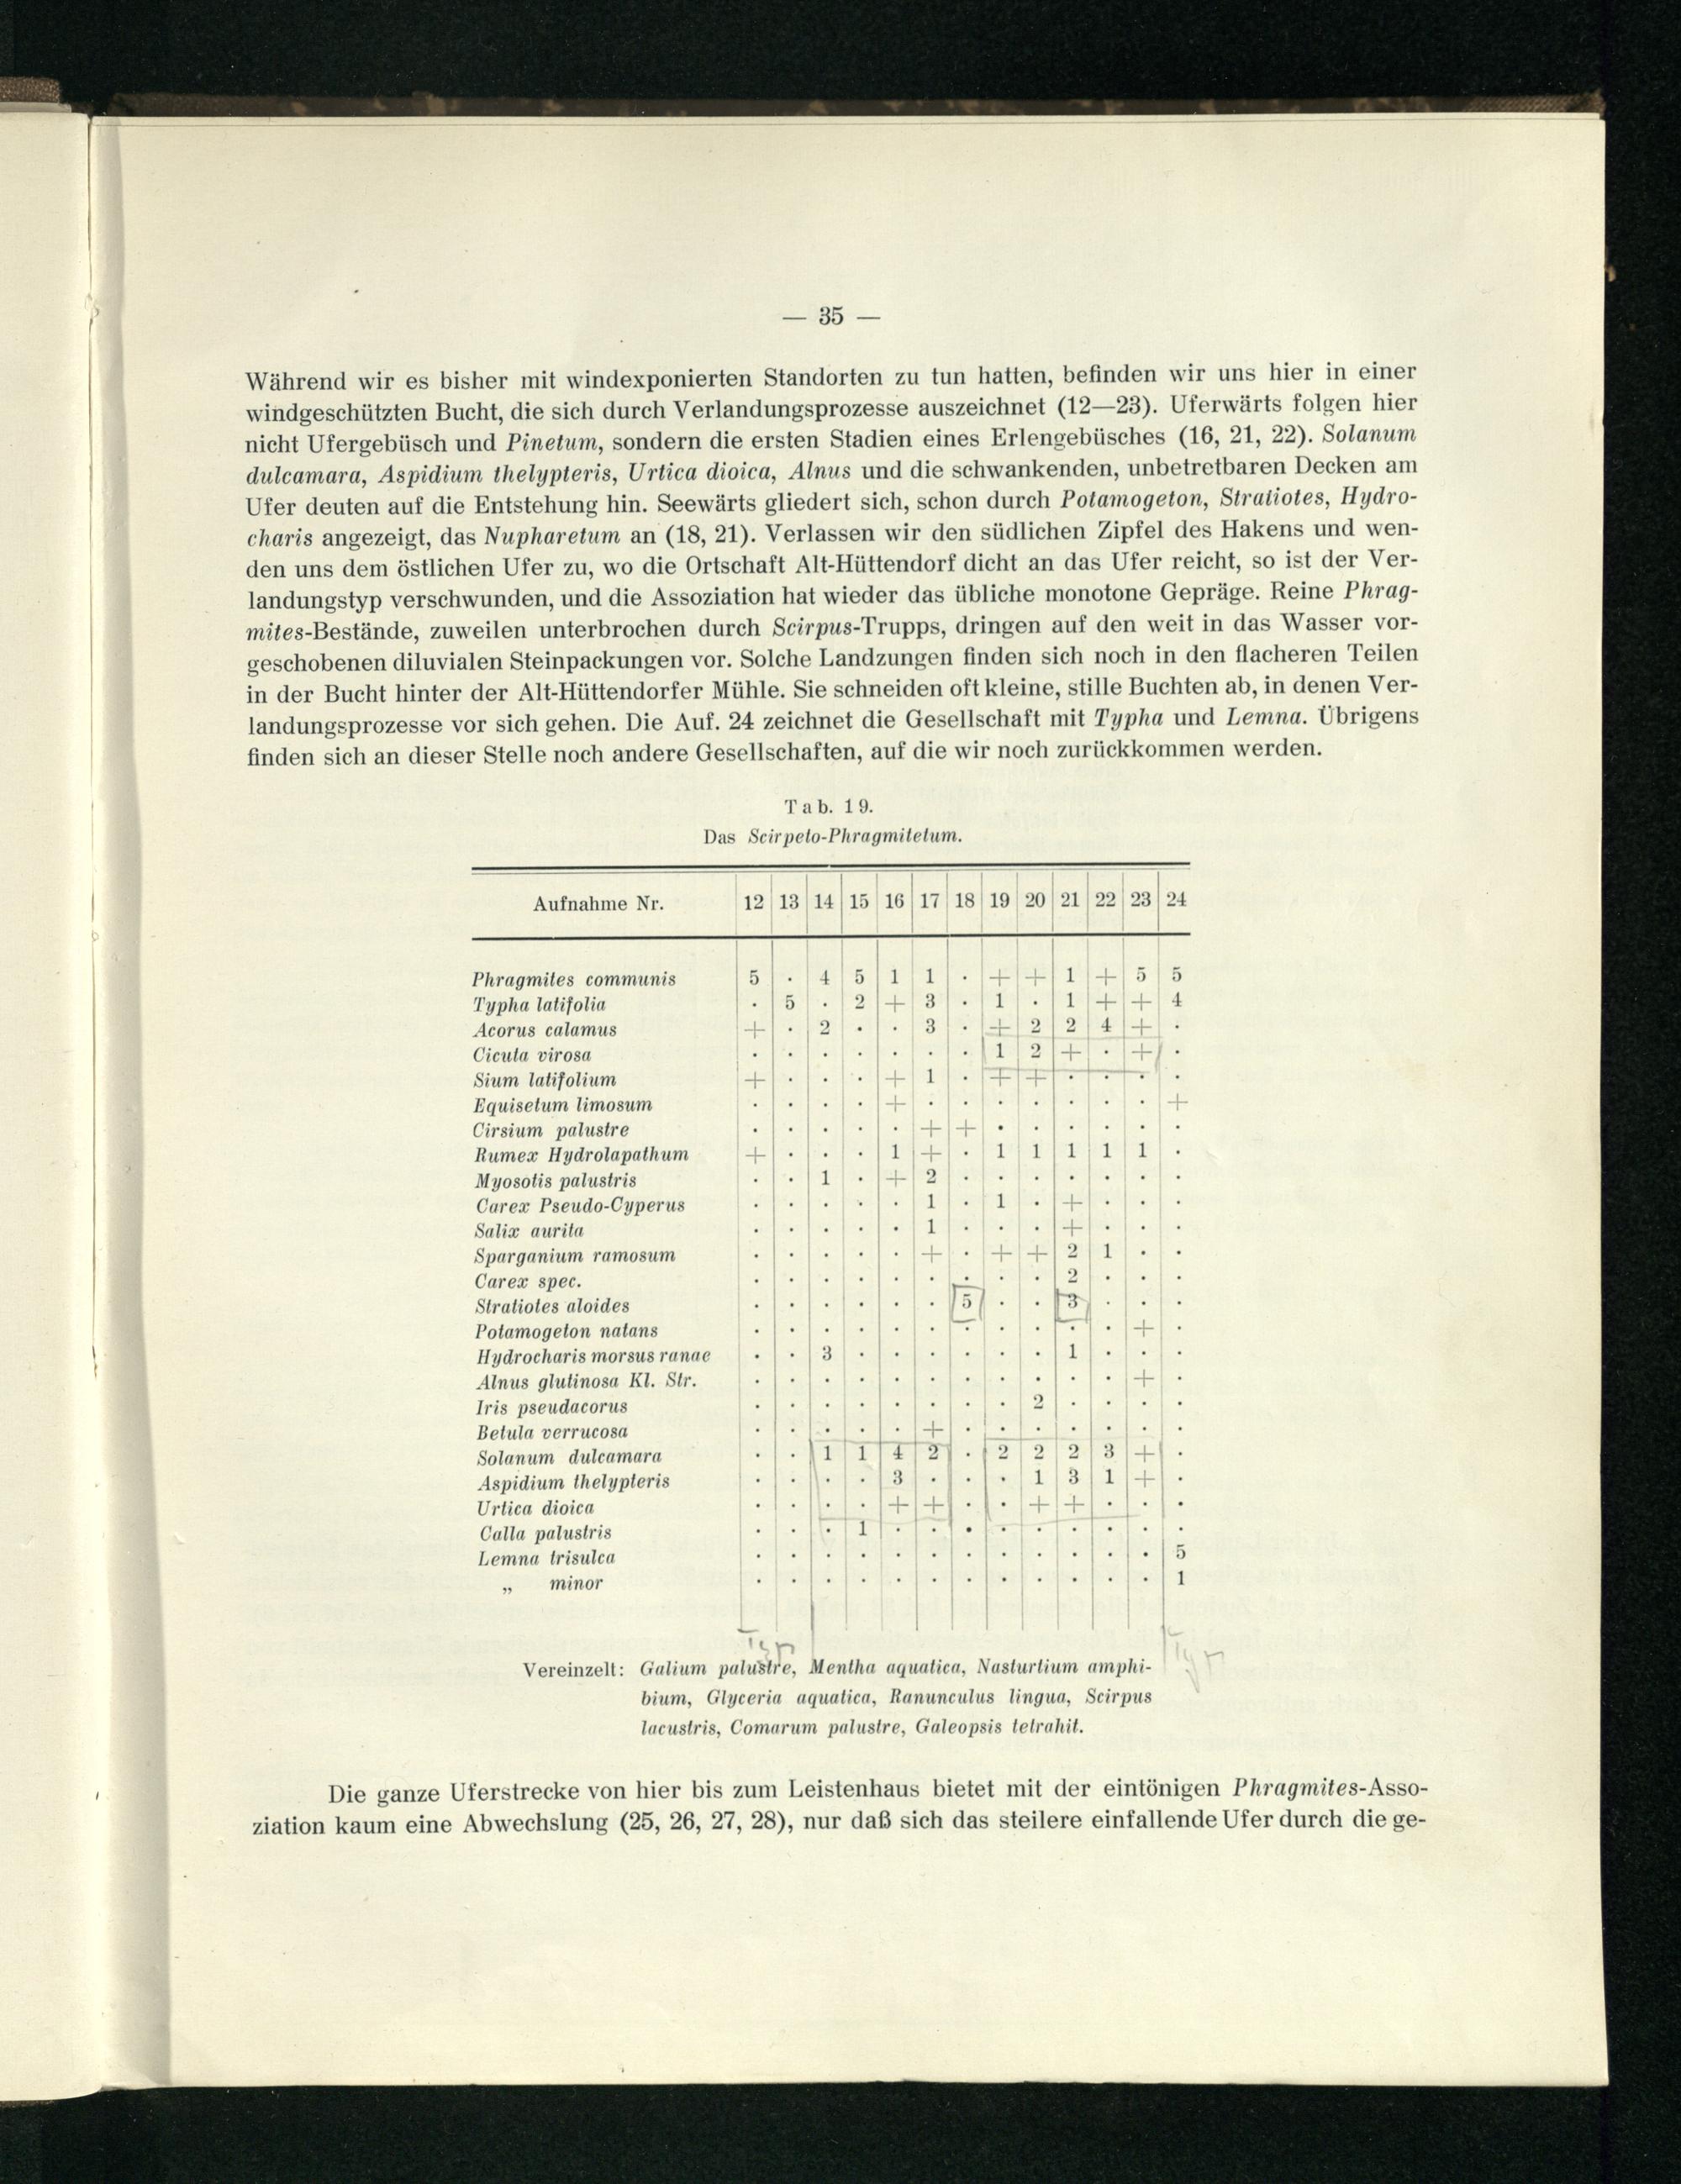 — 35 —
Während wir es bisher mit windexponierten Standorten zu tun hatten, befinden wir uns hier in einer
windgeschützten Bucht, die sich durch Verlandungsprozesse auszeichnet (12—23). Uferwärts folgen hier
nicht Ufergebüsch und Pinetum, sondern die ersten Stadien eines Erlengebüsches (16, 21, 22). Solanum
dulcamara, Aspidium thelypteris, Urtica dioica, Alnus und die schwankenden, unbetretbaren Decken am
Ufer deuten auf die Entstehung hin. Seewärts gliedert sich, schon durch Potamogeton, Stratiotes, Hydro-
charis angezeigt, das Nupharetum an (18, 21). Verlassen wir den südlichen Zipfel des Hakens und wen-
den uns dem östlichen Ufer zu, wo die Ortschaft Alt-Hüttendorf dicht an das Ufer reicht, so ist der Ver-
landungstyp verschwunden, und die Assoziation hat wieder das übliche monotone Gepräge. Reine Phrag-
mites-Bestände, zuweilen unterbrochen durch Scirpus-Trupps, dringen auf den weit in das Wasser vor-
geschobenen diluvialen Steinpackungen vor. Solche Landzungen finden sich noch in den flacheren Teilen
in der Bucht hinter der Alt-Hüttendorfer Mühle. Sie schneiden oft kleine, stille Buchten ab, in denen Ver-
landungsprozesse vor sich gehen. Die Auf. 24 zeichnet die Gesellschaft mit Typha und Lemna. Übrigens
finden sich an dieser Stelle noch andere Gesellschaften, auf die wir noch zurückkommen werden.
Tab. 19.
Das Scirpeto-Phragmitetum.
Aufnahme Nr. 12 13 14 15 16 17 18 19 20 21 22 23 24
Phragmites communis 5 . 4 5 1 1 . + + 1 + 5 5
Typha latifolia . 5 . 2 + 3 . 1 . 1 + + 4
Acorus calamus + . 2 . . 3 . + 2 2 4 + .
Cicuta virosa . . . . . . . 1 2 + . + .
Sium latifolium + . . . + 1 . + + . . . .
Equisetum limosum . . . . + . . . . . . . +
Cirsium palustre . . . . . + + . . . . . .
Rumex Hydrolapathum + . . . 1 + . 1 1 1 1 1 .
Myosotis palustris . . 1 . + 2 . . . . . . .
Carex Pseudo-Cyperus . . . . . 1 . 1 . + . . .
Salix aurita . . . . . 1 . . . + . . .
Sparganium ramosum . . . . . + . + + 2 1 . .
Carex spec. . . . . . . . . . 2 . . .
Stratiotes aloides . . . . . . 5 . . 3 . . .
Potamogeton natans . . . . . . . . . . . + .
Hydrocharis morsus ranae . . 3 . . . . . . 1 . . .
Alnus glutinosa Kl. Str. . . . . . . . . . . . + .
Iris pseudacorus . . . . . . . . 2 . . . .
Betula verrucosa . . . . . + . . . . . . .
Solanum dulcamara . . 1 1 4 2 . 2 2 2 3 + .
Aspidium thelypteris . . . . 3 . . . 1 3 1 + .
Urtica dioica . . . . + + . . + + . . .
Calla palustris . . . 1 . . . . . . . . .
Lemna trisulca . . . . . . . . . . . . 5
„ minor . . . . . . . . . . . . 1
Typ Typ
Vereinzelt: Galium palustre, Mentha aquatica, Nasturtium amphi-
bium, Glyceria aquatica, Ranunculus lingua, Scirpus
lacustris, Comarum palustre, Galeopsis tetrahit.
Die ganze Uferstrecke von hier bis zum Leistenhaus bietet mit der eintönigen Phragmites-Asso-
ziation kaum eine Abwechslung (25, 26, 27, 28), nur daß sich das steilere einfallende Ufer durch die ge-